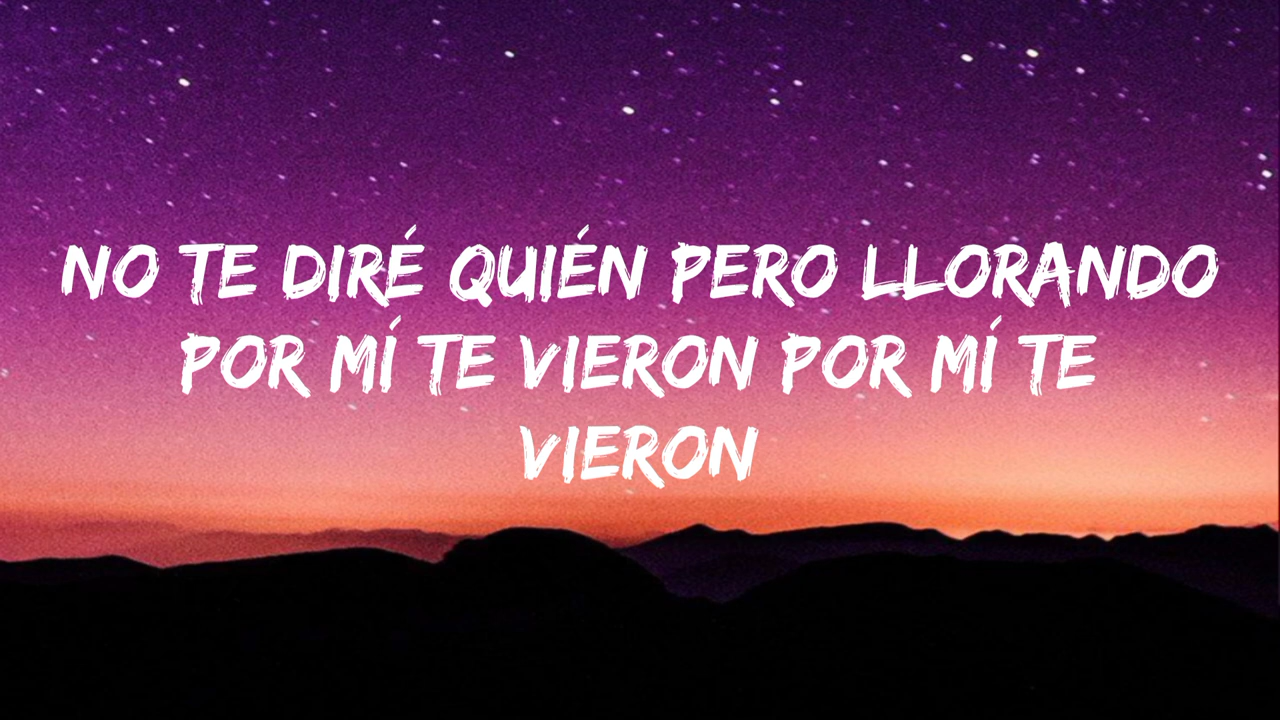 NO TE DIRÉ QUIÉN PERO LLORANDO
POR MÍ TE VIERON POR MÍ TE
VIERON